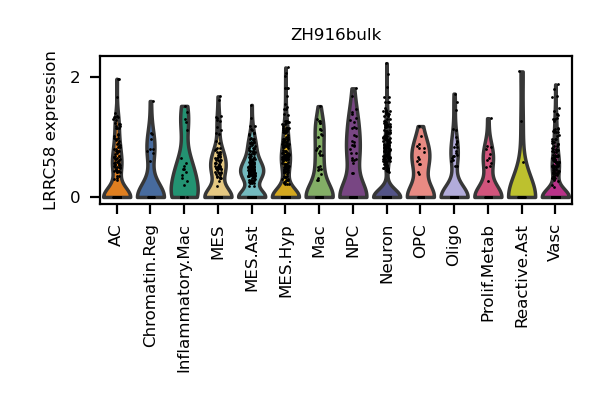 ZH916bulk
LRRC58 expression
2
0
AC
Chromatin.Reg
Inflammatory.Mac
MES
MES.Ast
MES.Hyp
Mac
NPC
Neuron
OPC
Oligo
Prolif.Metab
Reactive.Ast
Vasc